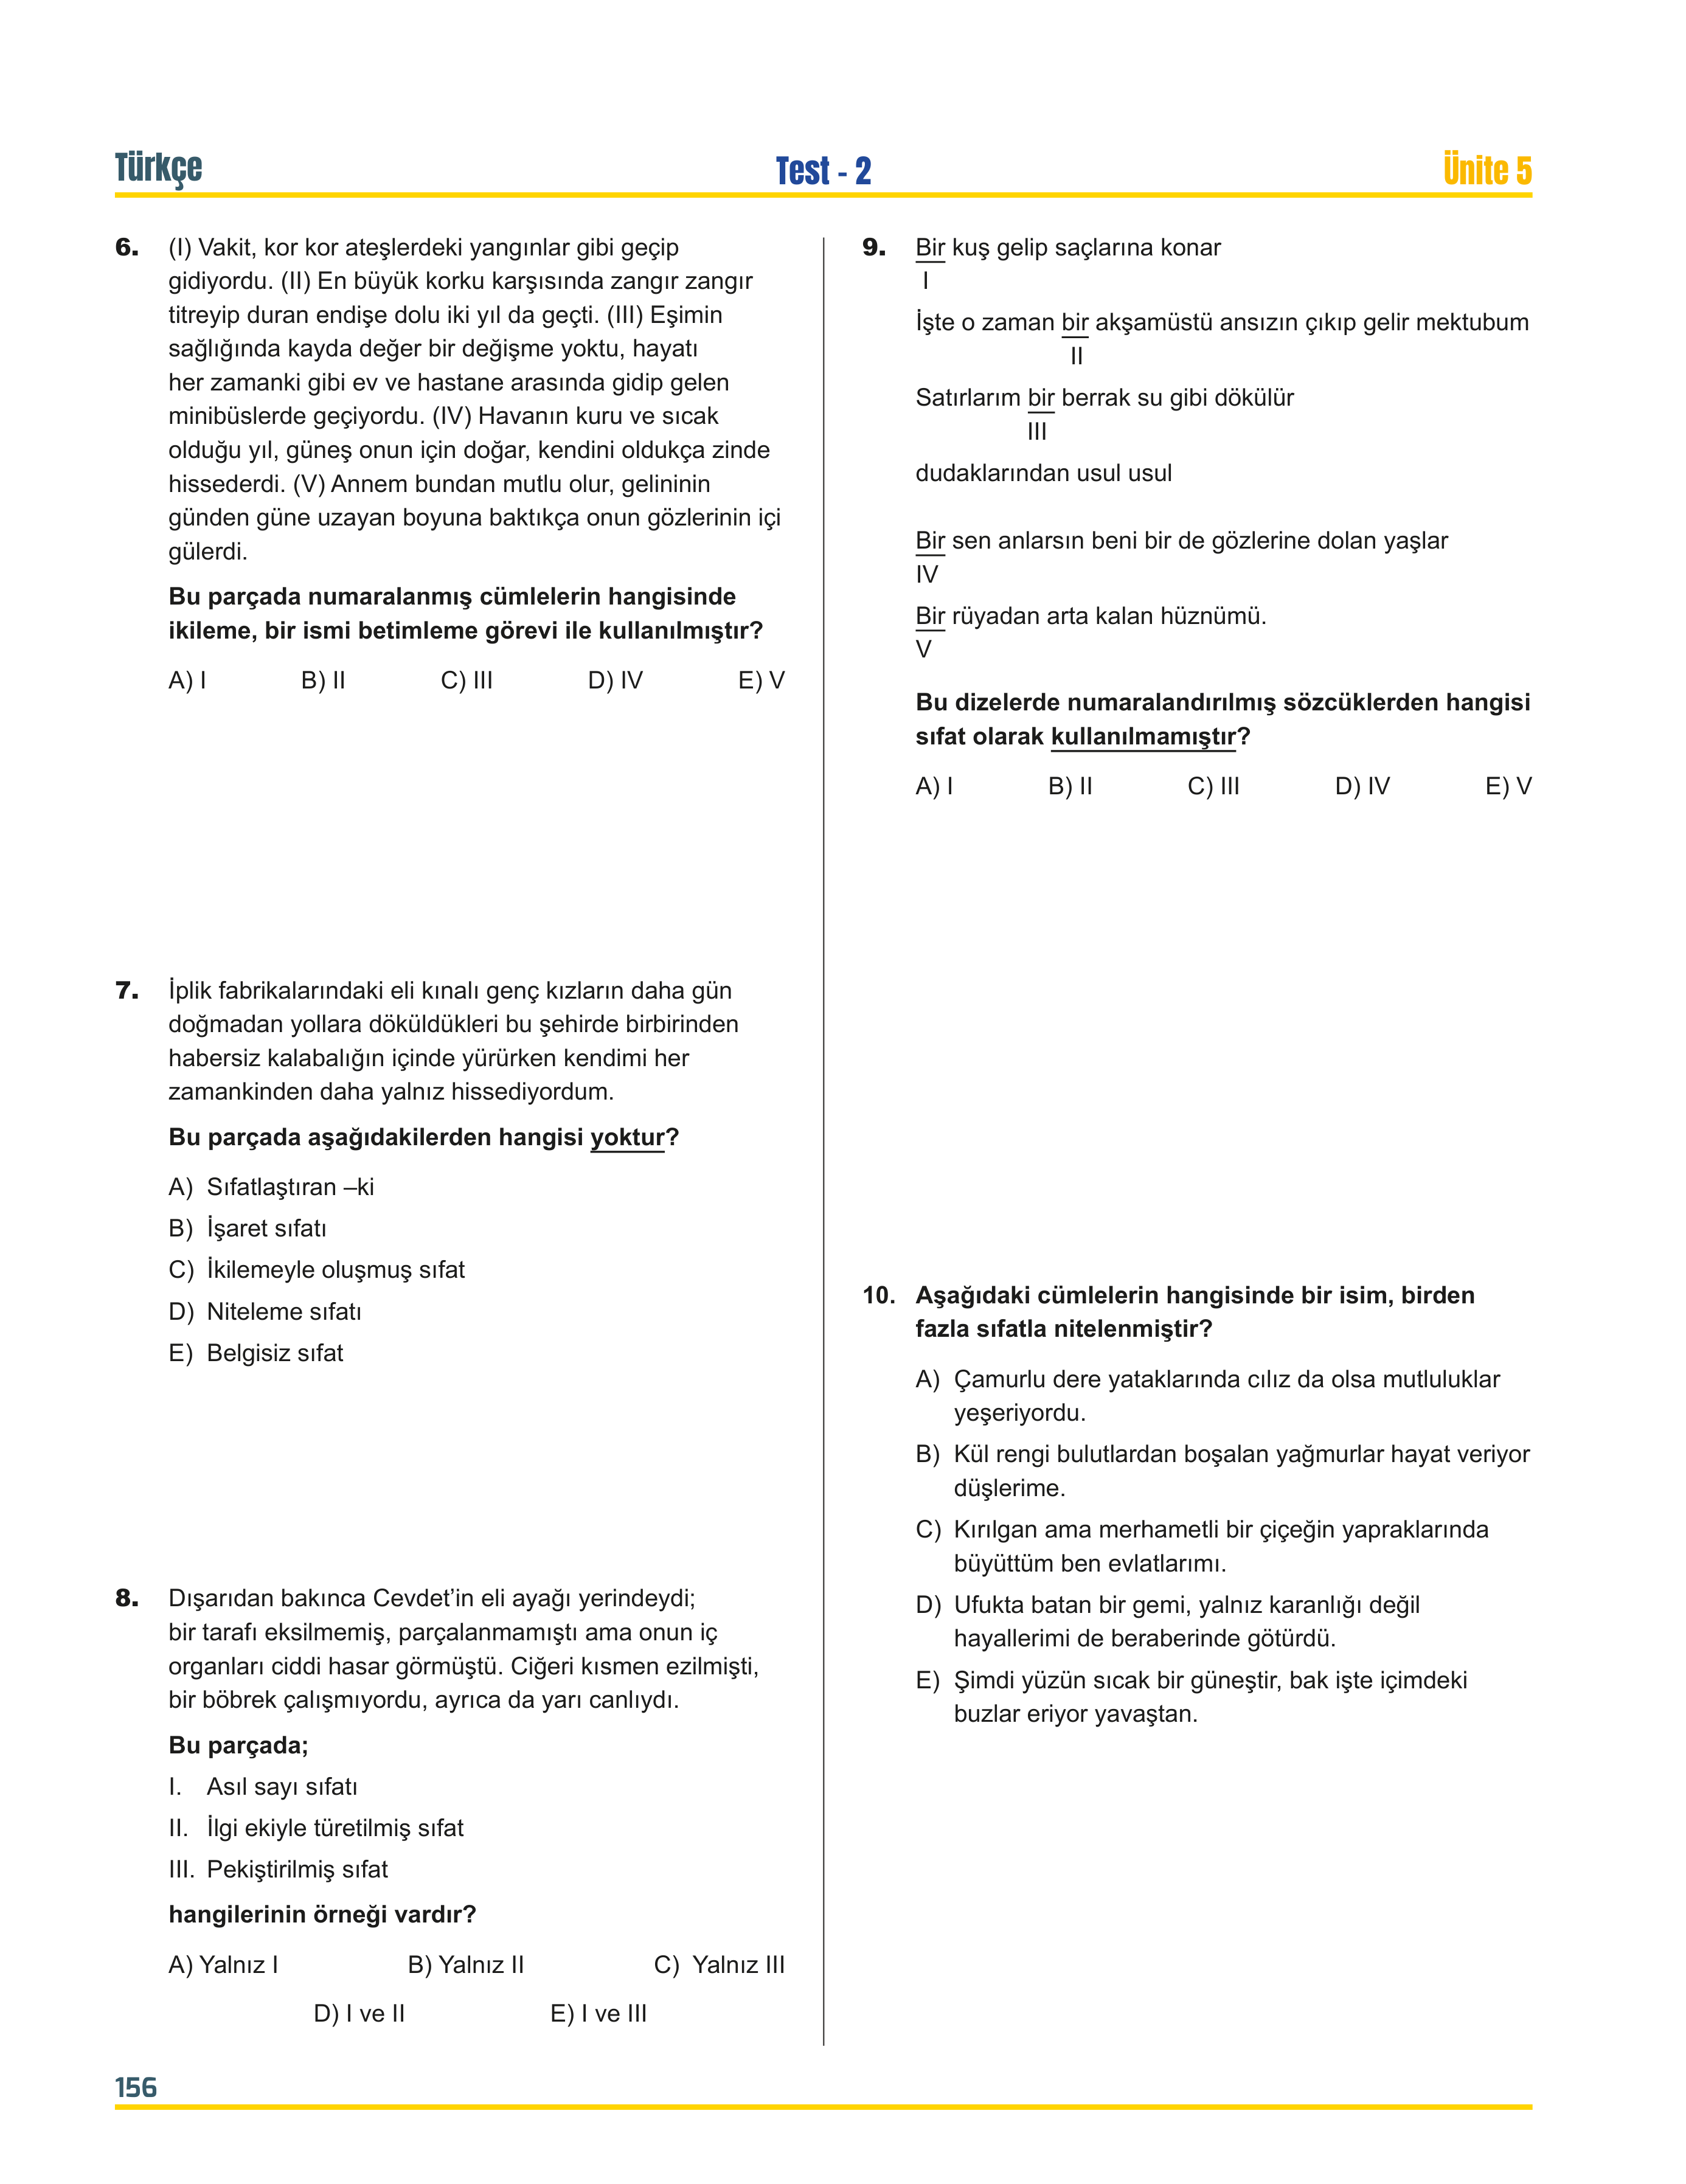 Türkçe
Test - 2
Ünite 5
6. (I) Vakit, kor kor ateşlerdeki yangınlar gibi geçip
gidiyordu. (II) En büyük korku karşısında zangır zangır
titreyip duran endişe dolu iki yıl da geçti. (III) Eşimin
sağlığında kayda değer bir değişme yoktu, hayatı
her zamanki gibi ev ve hastane arasında gidip gelen
minibüslerde geçiyordu. (IV) Havanın kuru ve sıcak
olduğu yıl, güneş onun için doğar, kendini oldukça zinde
hissederdi. (V) Annem bundan mutlu olur, gelininin
günden güne uzayan boyuna baktıkça onun gözlerinin içi
gülerdi.
Bu parçada numaralanmış cümlelerin hangisinde
ikileme, bir ismi betimleme görevi ile kullanılmıştır?
A) I B) II C) III D) IV E) V
7. İplik fabrikalarındaki eli kınalı genç kızların daha gün
doğmadan yollara döküldükleri bu şehirde birbirinden
habersiz kalabalığın içinde yürürken kendimi her
zamankinden daha yalnız hissediyordum.
Bu parçada aşağıdakilerden hangisi yoktur?
A) Sıfatlaştıran –ki
B) İşaret sıfatı
C) İkilemeyle oluşmuş sıfat
D) Niteleme sıfatı
E) Belgisiz sıfat
8. Dışarıdan bakınca Cevdet’in eli ayağı yerindeydi;
bir tarafı eksilmemiş, parçalanmamıştı ama onun iç
organları ciddi hasar görmüştü. Ciğeri kısmen ezilmişti,
bir böbrek çalışmıyordu, ayrıca da yarı canlıydı.
Bu parçada;
I. Asıl sayı sıfatı
II. İlgi ekiyle türetilmiş sıfat
III. Pekiştirilmiş sıfat
hangilerinin örneği vardır?
A) Yalnız I B) Yalnız II C) Yalnız III
D) I ve II E) I ve III
9. Bir kuş gelip saçlarına konar
I
İşte o zaman bir akşamüstü ansızın çıkıp gelir mektubum
II
Satırlarım bir berrak su gibi dökülür
III
dudaklarından usul usul
Bir sen anlarsın beni bir de gözlerine dolan yaşlar
IV
Bir rüyadan arta kalan hüznümü.
V
Bu dizelerde numaralandırılmış sözcüklerden hangisi
sıfat olarak kullanılmamıştır?
A) I B) II C) III D) IV E) V
10. Aşağıdaki cümlelerin hangisinde bir isim, birden
fazla sıfatla nitelenmiştir?
A) Çamurlu dere yataklarında cılız da olsa mutluluklar
yeşeriyordu.
B) Kül rengi bulutlardan boşalan yağmurlar hayat veriyor
düşlerime.
C) Kırılgan ama merhametli bir çiçeğin yapraklarında
büyüttüm ben evlatlarımı.
D) Ufukta batan bir gemi, yalnız karanlığı değil
hayallerimi de beraberinde götürdü.
E) Şimdi yüzün sıcak bir güneştir, bak işte içimdeki
buzlar eriyor yavaştan.
156